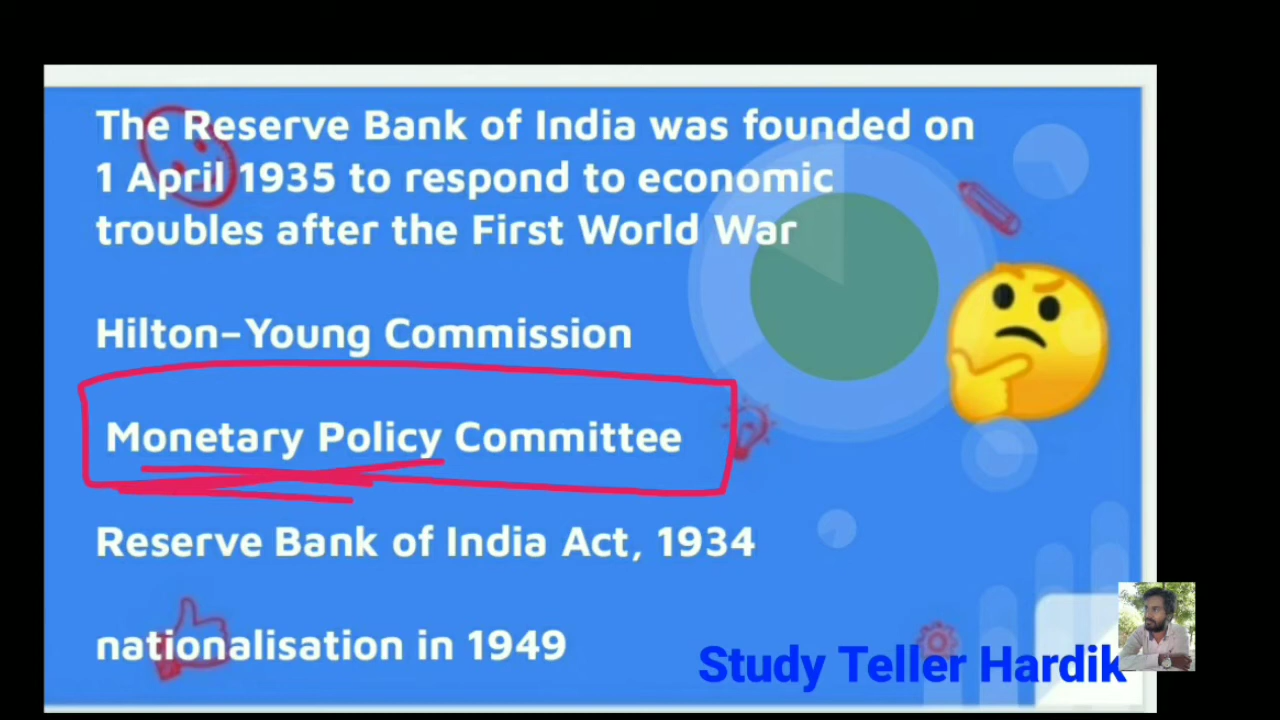 The Reserve Bank of India was founded on
1 April 1935 to respond to economic
troubles after the First World War
Hilton–Young Commission
Monetary Policy Committee
Reserve Bank of India Act, 1934
nationalisation in 1949
Study Teller Hardik